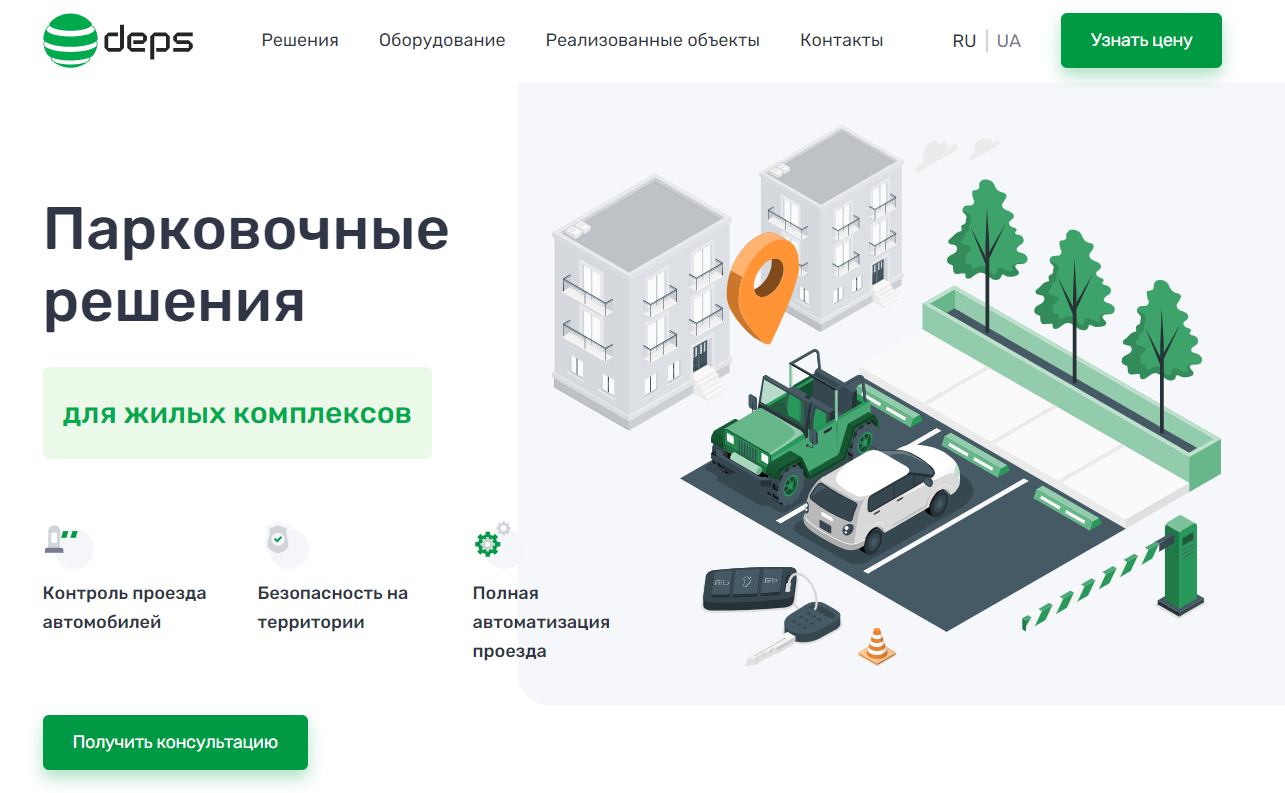 deps
Решения
Оборудование
Реализованные объекты
Контакты
RU | UA
Узнать цену
Парковочные
решения
для жилых комплексов
Контроль проезда
автомобилей
Безопасность на
территории
Полная
автоматизация
проезда
Получить консультацию